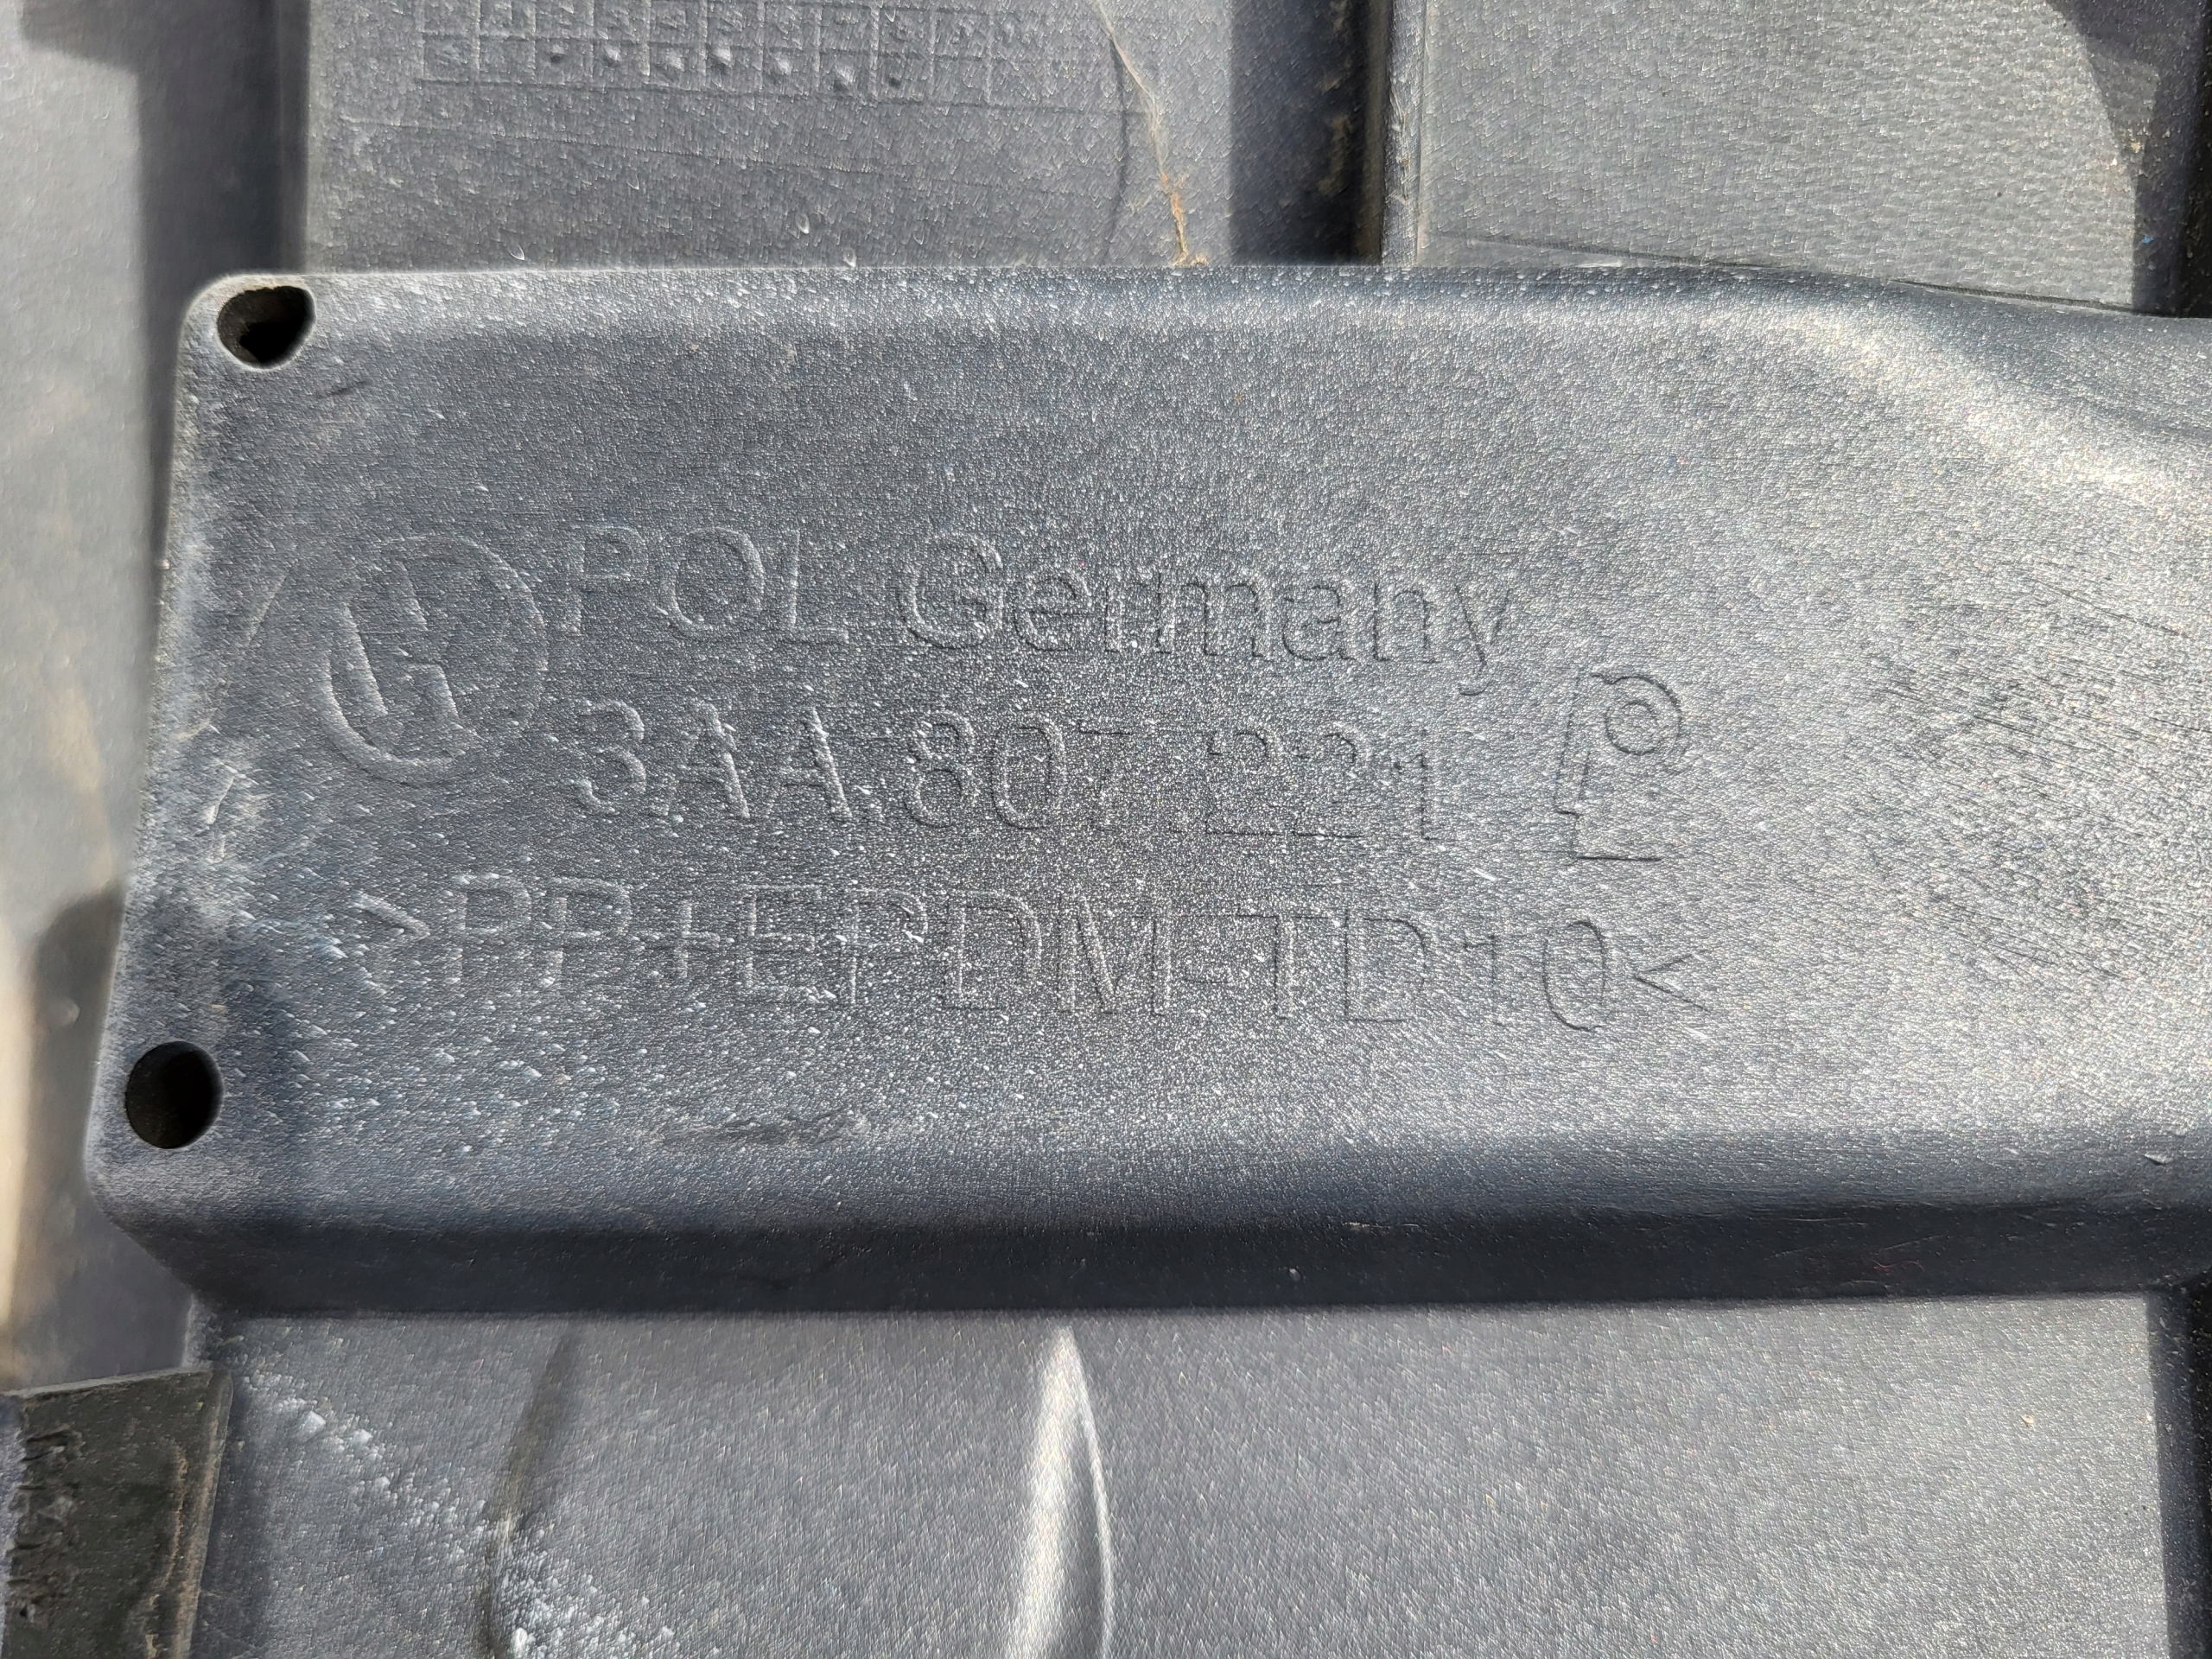 POL Germany
3AA.807.221
>PP+EPDM-TD10<